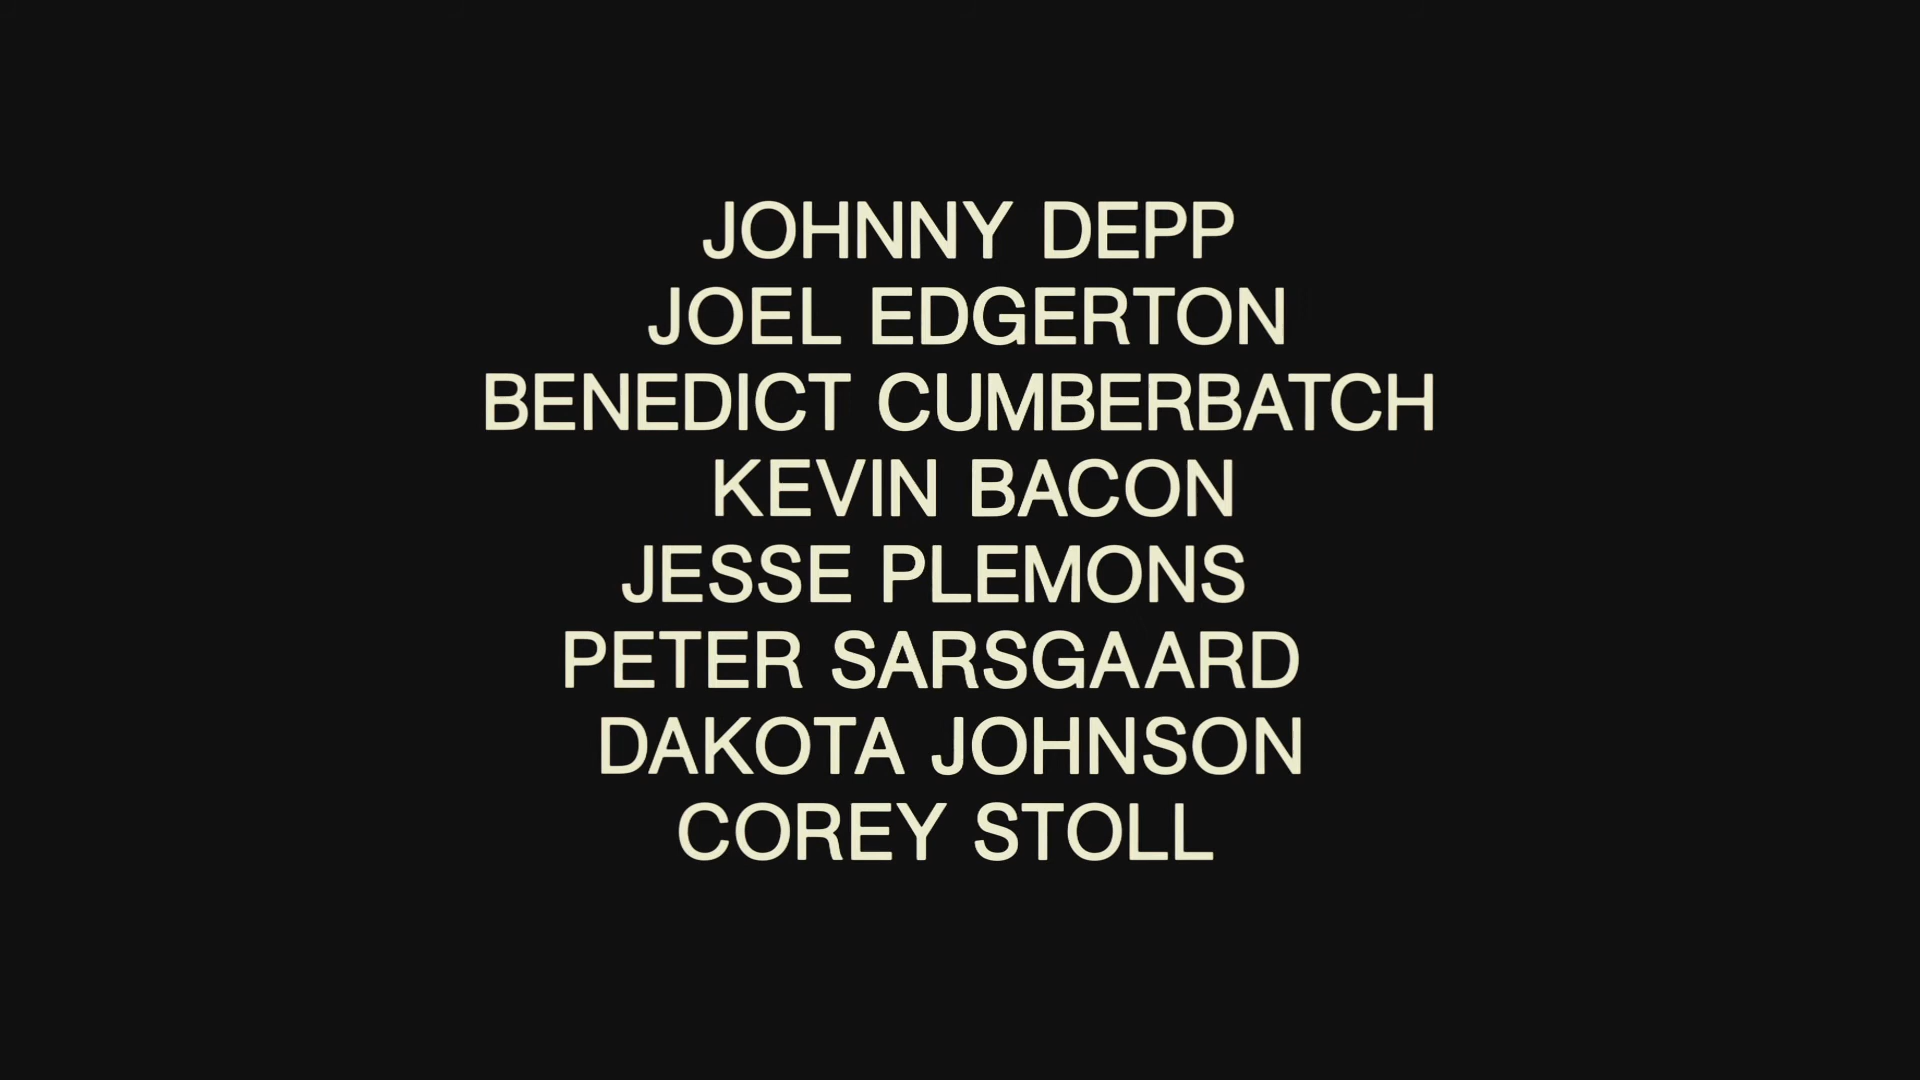 JOHNNY DEPP
JOEL EDGERTON
BENEDICT CUMBERBATCH
KEVIN BACON
JESSE PLEMONS
PETER SARSGAARD
DAKOTA JOHNSON
COREY STOLL